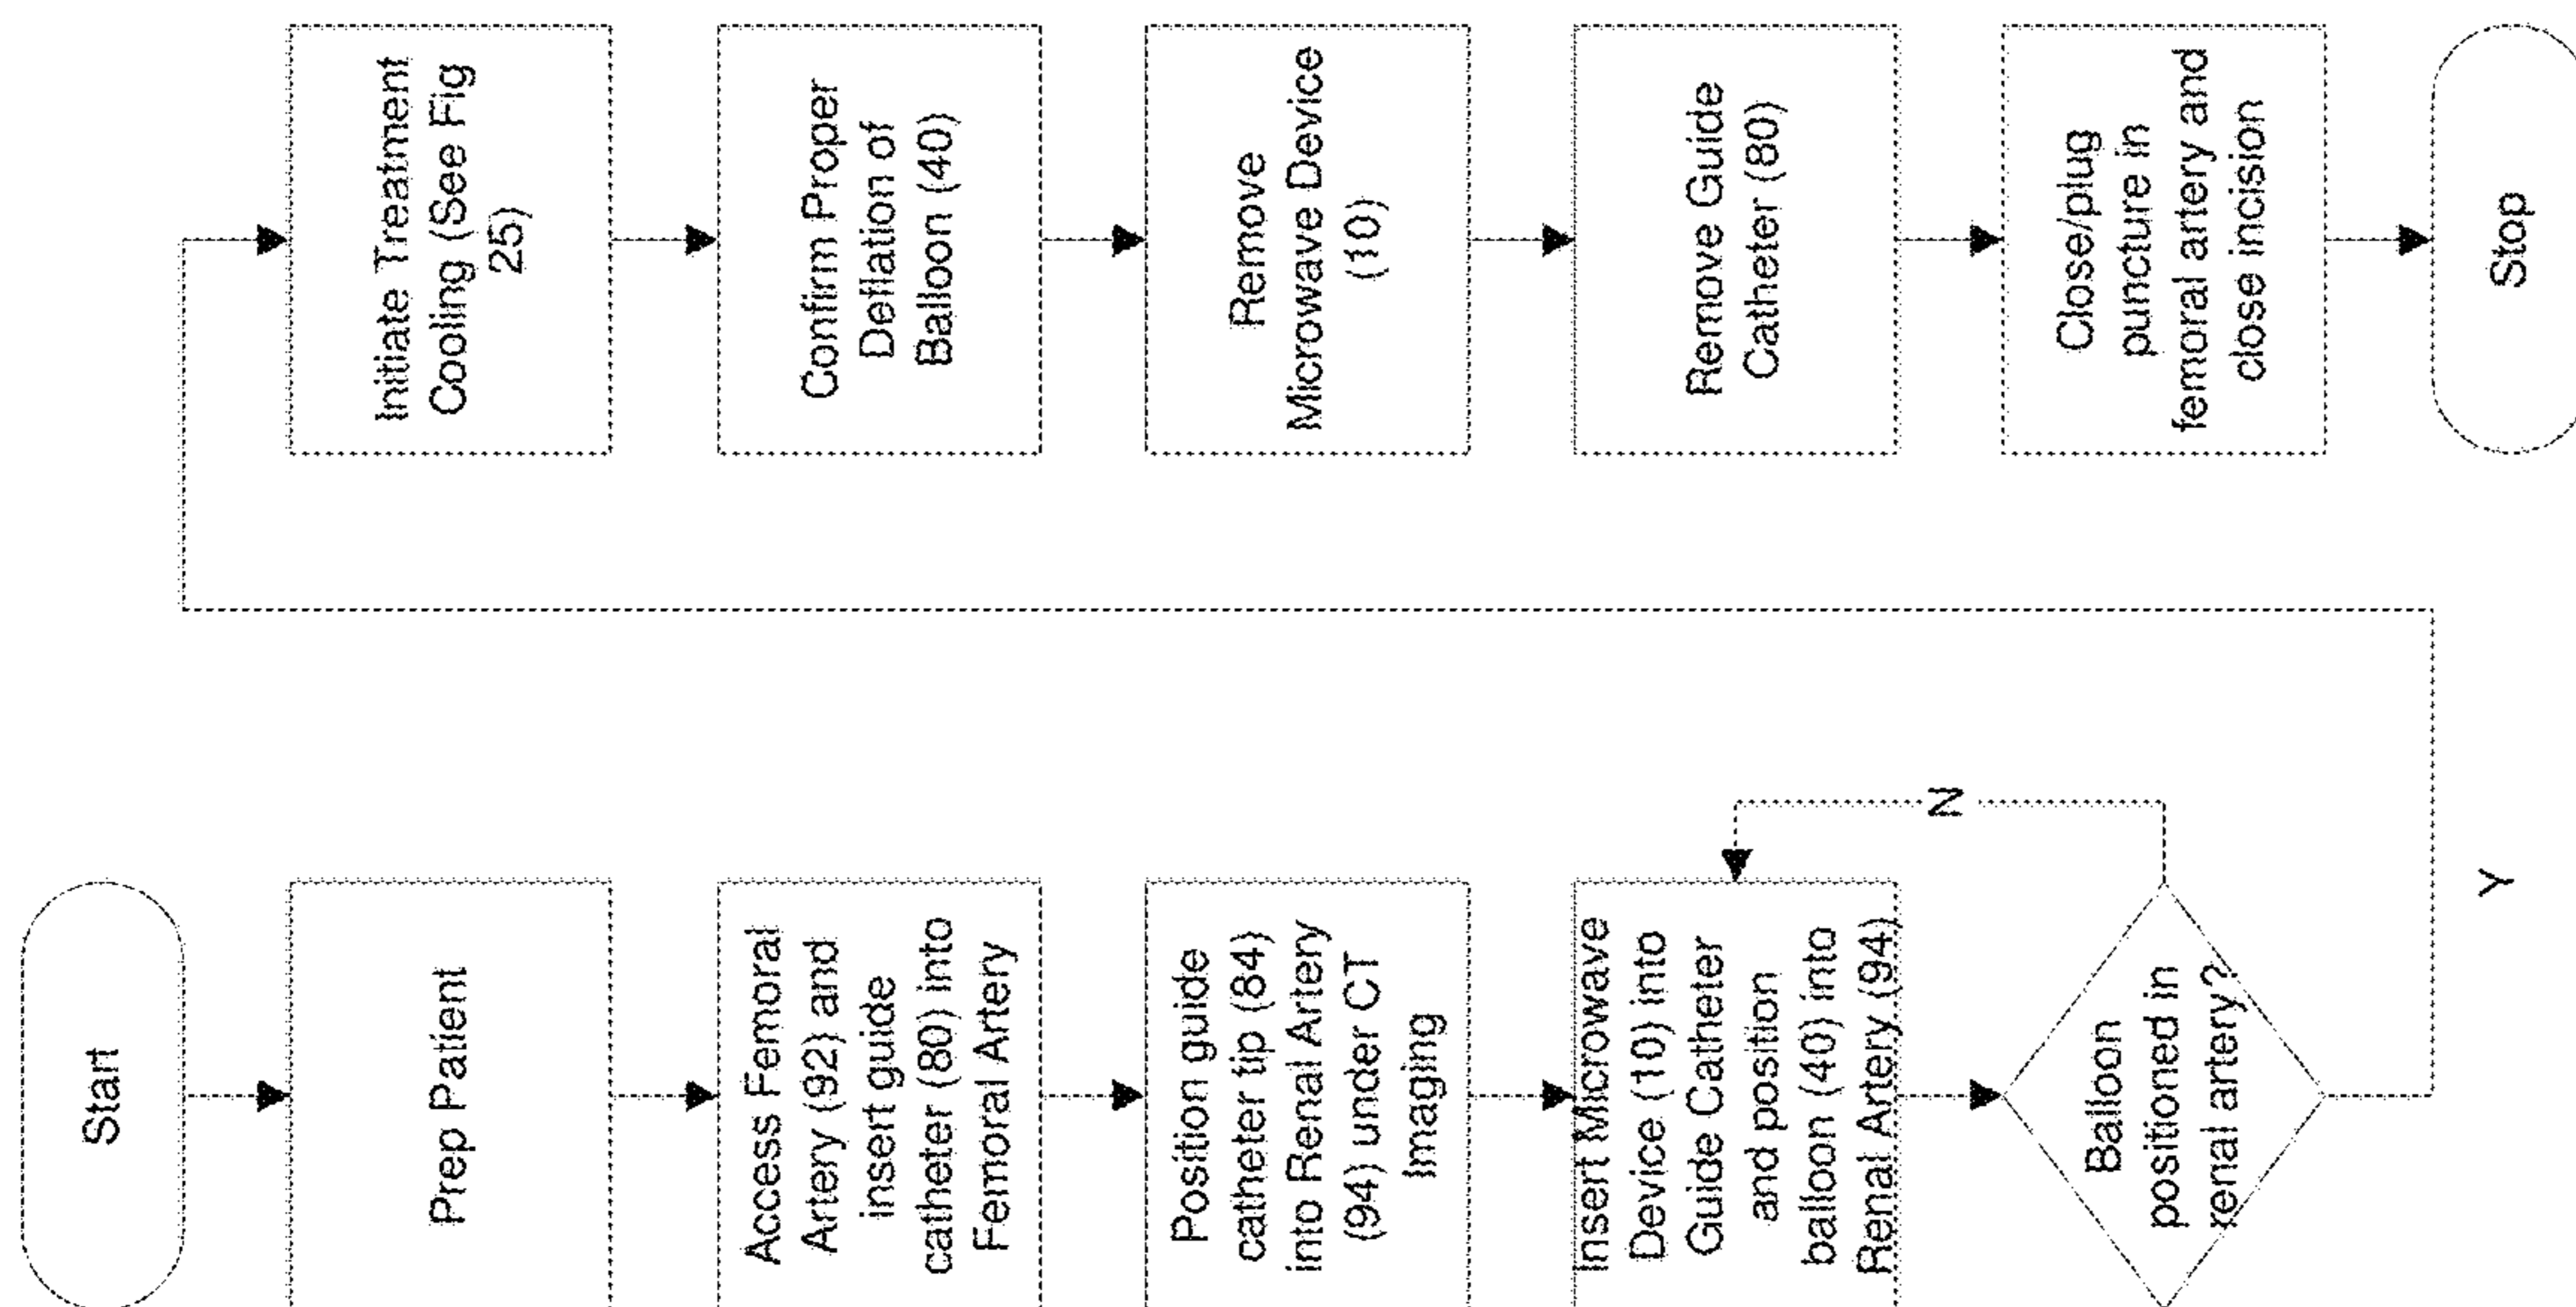 Start
Prep Patient
Access Femoral
Artery (92) and
insert guide
catheter (80) into
Femoral Artery
Position guide
catheter tip (84)
into Renal Artery
(94) under CT
Imaging
Insert Microwave
Device (10) into
Guide Catheter
and position
balloon (40) into
Renal Artery (94)
Balloon
positioned in
renal artery?
N
Y
Initiate Treatment
Cooling (See Fig
25)
Confirm Proper
Deflation of
Balloon (40)
Remove
Microwave Device
(10)
Remove Guide
Catheter (80)
Close/plug
puncture in
femoral artery and
close incision
Stop